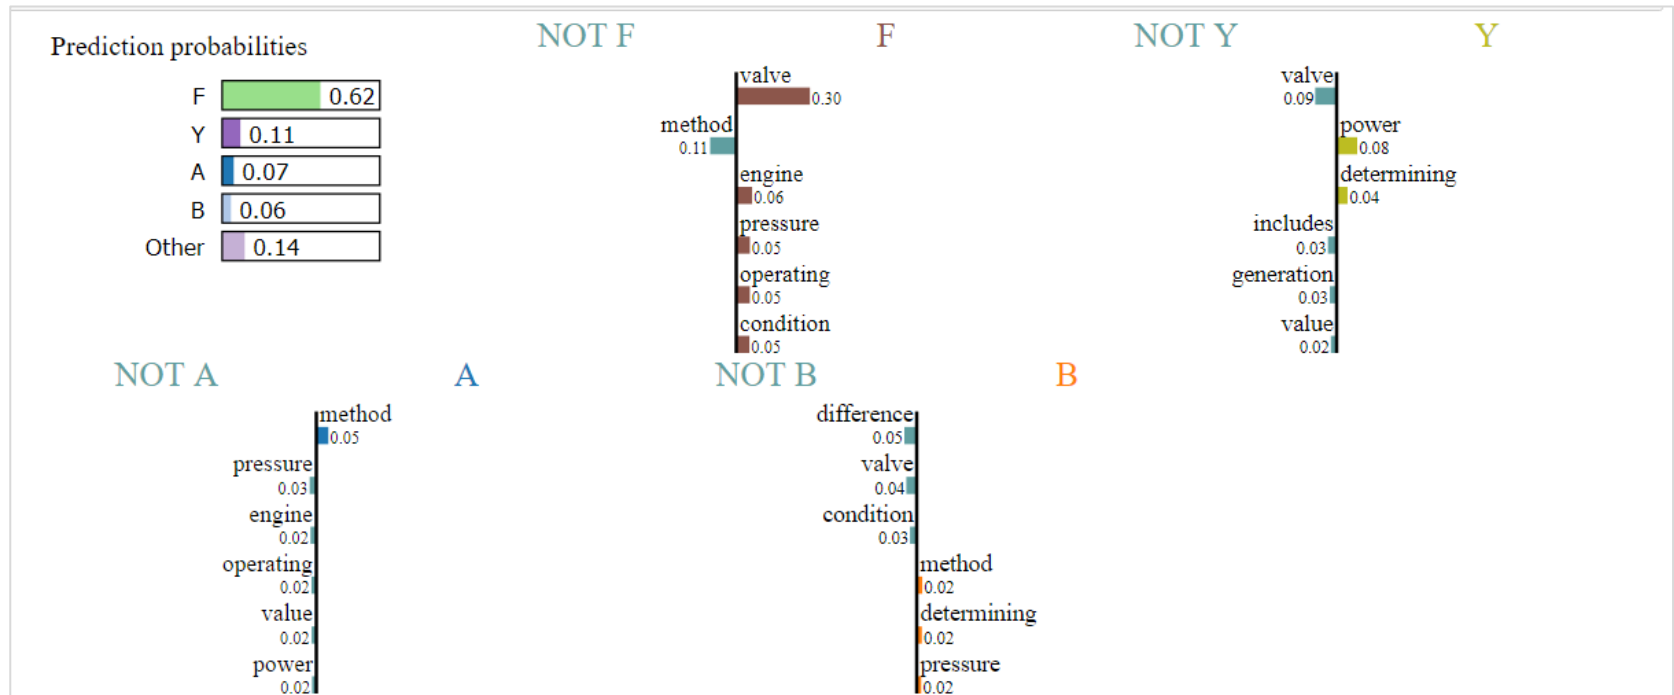 Prediction probabilities
F 0.62
Y 0.11
A 0.07
B 0.06
Other 0.14
NOT F F
valve
0.30
method
0.11
engine
0.06
pressure
0.05
operating
0.05
condition
0.05
NOT Y Y
valve
0.09
power
0.08
determining
0.04
includes
0.03
generation
0.03
value
0.02
NOT A A
method
0.05
pressure
0.03
engine
0.02
operating
0.02
value
0.02
power
0.02
NOT B B
difference
0.05
valve
0.04
condition
0.03
method
0.02
determining
0.02
pressure
0.02